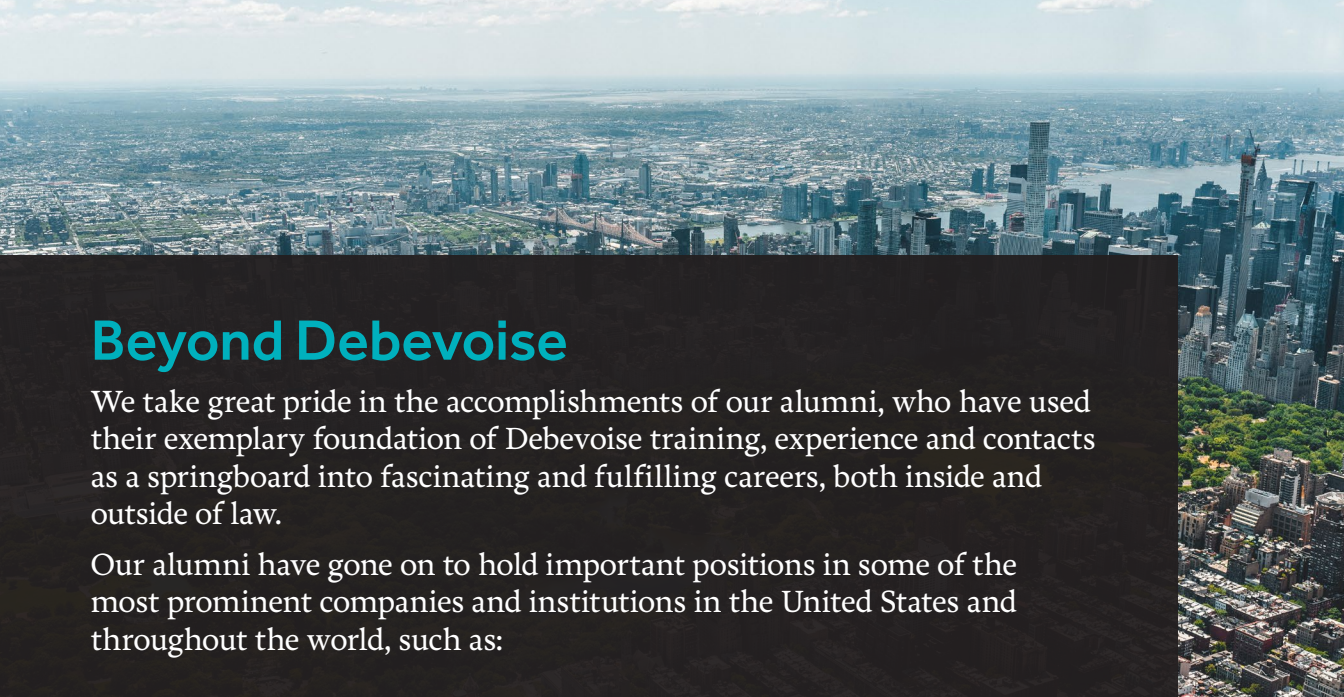 Beyond Debevoise
We take great pride in the accomplishments of our alumni, who have used
their exemplary foundation of Debevoise training, experience and contacts
as a springboard into fascinating and fulfilling careers, both inside and
outside of law.
Our alumni have gone on to hold important positions in some of the
most prominent companies and institutions in the United States and
throughout the world, such as: